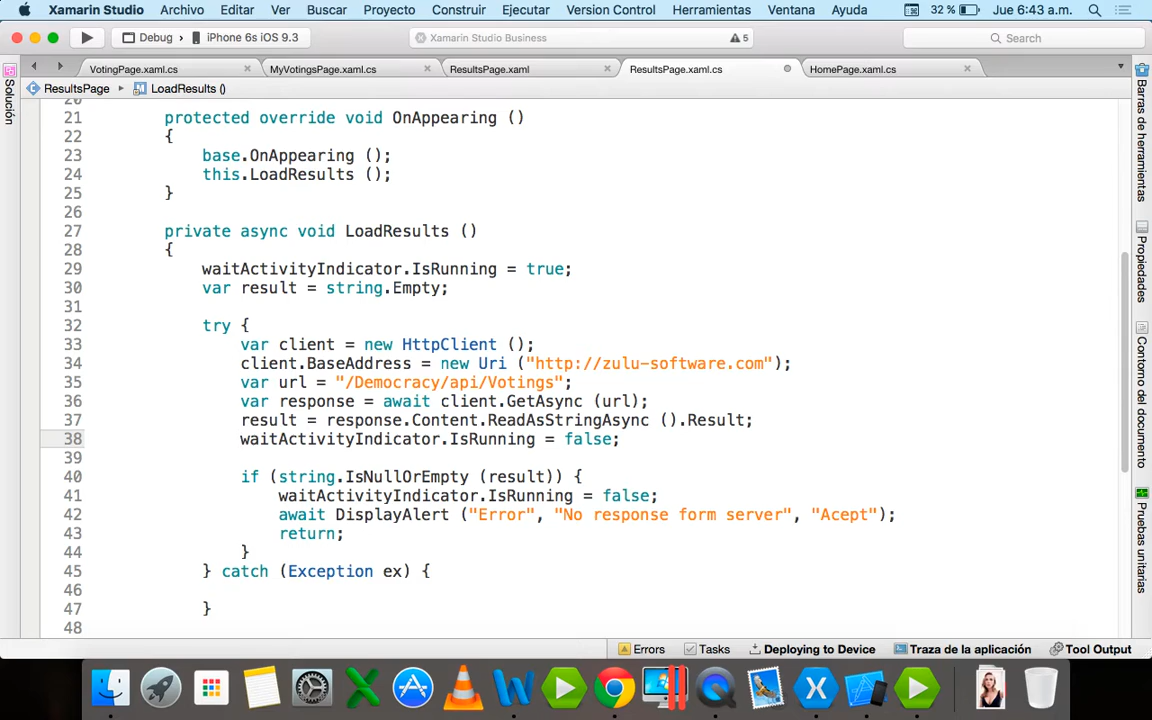 Xamarin Studio Archivo Editar Ver Buscar Proyecto Construir Ejecutar Version Control Herramientas Ventana Ayuda 32 % Jue 6:43 a.m.
Debug iPhone 6s iOS 9.3 Xamarin Studio Business 5 Search
VotingPage.xaml.cs MyVotingsPage.xaml.cs ResultsPage.xaml ResultsPage.xaml.cs HomePage.xaml.cs
ResultsPage LoadResults ()
Solución
20
21 protected override void OnAppearing ()
22 {
23 base.OnAppearing ();
24 this.LoadResults ();
25 }
26
27 private async void LoadResults ()
28 {
29 waitActivityIndicator.IsRunning = true;
30 var result = string.Empty;
31
32 try {
33 var client = new HttpClient ();
34 client.BaseAddress = new Uri ("http://zulu-software.com");
35 var url = "/Democracy/api/Votings";
36 var response = await client.GetAsync (url);
37 result = response.Content.ReadAsStringAsync ().Result;
38 waitActivityIndicator.IsRunning = false;
39
40 if (string.IsNullOrEmpty (result)) {
41 waitActivityIndicator.IsRunning = false;
42 await DisplayAlert ("Error", "No response form server", "Acept");
43 return;
44 }
45 } catch (Exception ex) {
46
47 }
48
Barras de herramientas
Propiedades
Contorno del documento
Pruebas unitarias
Errors Tasks Deploying to Device Traza de la aplicación Tool Output